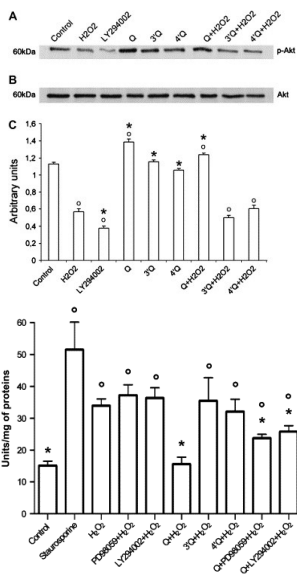 A
Control H2O2 LY294002 Q 3'Q 4'Q Q+H2O2 3'Q+H2O2 4'Q+H2O2
60kDa p-Akt
B
60kDa Akt
C
Arbitrary units
1,6
1,4
1,2
1
0,8
0,6
0,4
0,2
0
Control H2O2 LY294002 Q 3'Q 4'Q Q+H2O2 3'Q+H2O2 4'Q+H2O2
Units/mg of proteins
60
50
40
30
20
10
0
Control Staurosporine H₂O₂ PD98059+H₂O₂ LY294002+H₂O₂ Q+H₂O₂ 3'Q+H₂O₂ 4'Q+H₂O₂ Q+PD98059+H₂O₂ Q+LY294002+H₂O₂